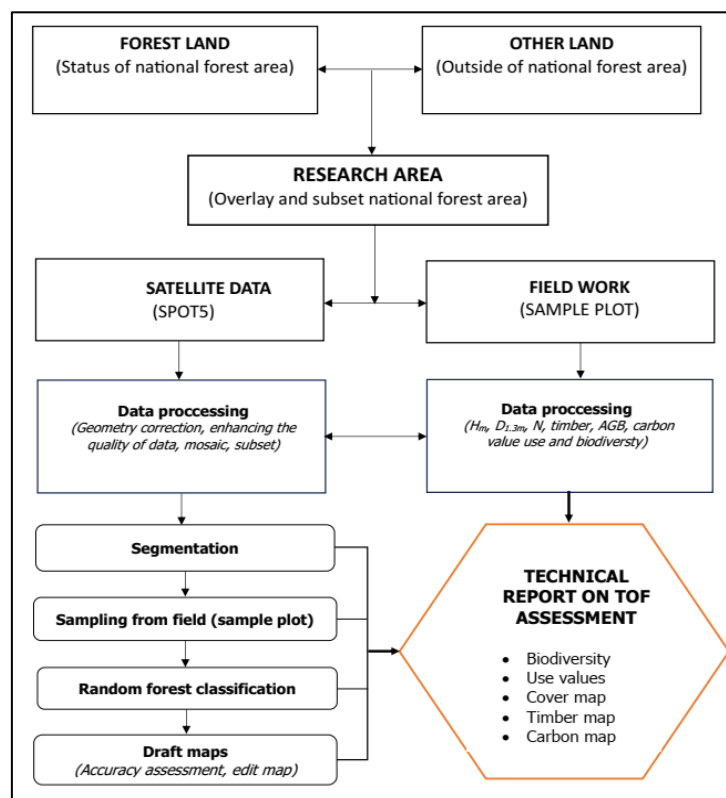 FOREST LAND
(Status of national forest area)
OTHER LAND
(Outside of national forest area)
RESEARCH AREA
(Overlay and subset national forest area)
SATELLITE DATA
(SPOT5)
FIELD WORK
(SAMPLE PLOT)
Data proccessing
(Geometry correction, enhancing the
quality of data, mosaic, subset)
Data proccessing
(Hm, D1.3m, N, timber, AGB, carbon
value use and biodiversty)
Segmentation
Sampling from field (sample plot)
Random forest classification
Draft maps
(Accuracy assessment, edit map)
TECHNICAL
REPORT ON TOF
ASSESSMENT
• Biodiversity
• Use values
• Cover map
• Timber map
• Carbon map